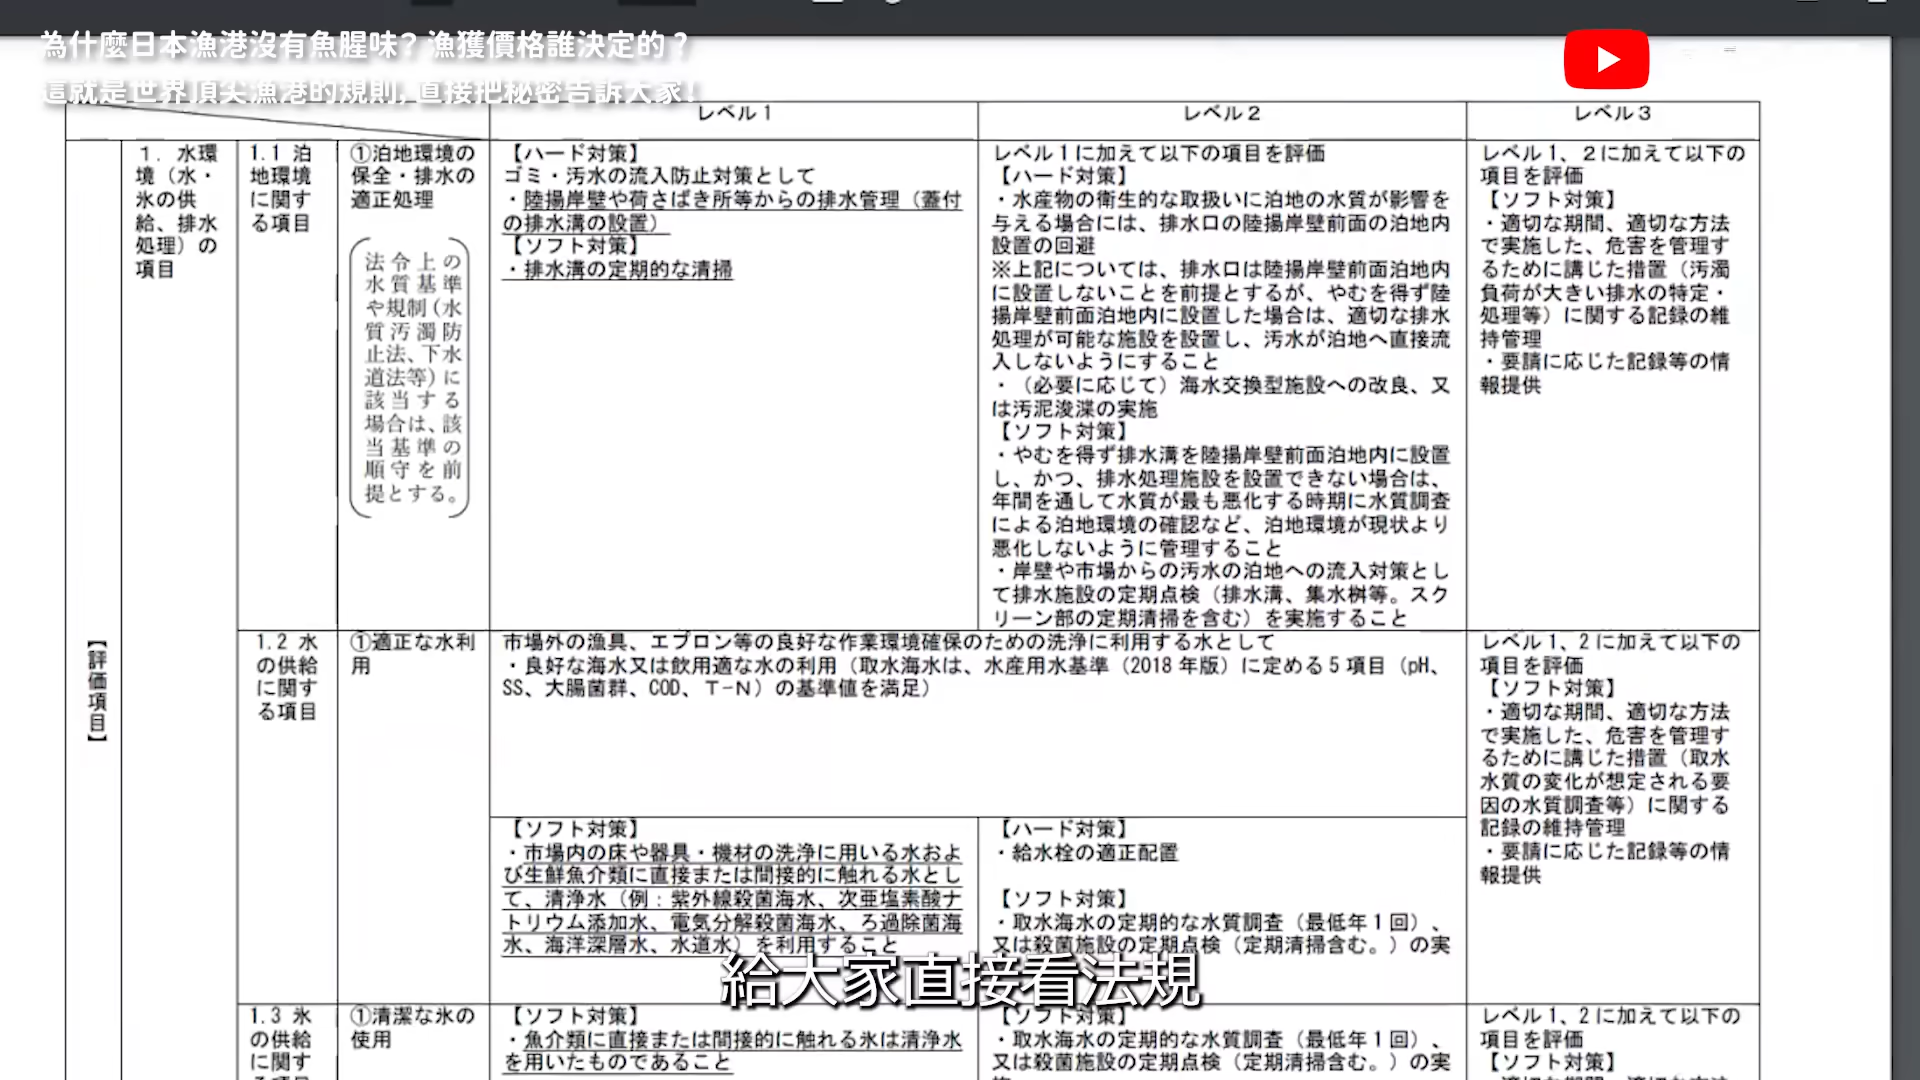 為什麼日本漁港沒有魚腥味? 漁獲價格誰決定的?
這就是世界頂尖漁港的規則, 直接把秘密告訴大家!
レベル1
レベル2
レベル3
【評価項目】
1. 水環
境（水・
氷の供
給、排水
処理）の
項目
1.1 泊
地環境
に関す
る項目
①泊地環境の
保全・排水の
適正処理
法令上の
水質基準
や規制(水
質汚濁防
止法、下水
道法等)に
該当する
場合は、該
当基準の
順守を前
提とする。
【ハード対策】
ゴミ・汚水の流入防止対策として
・陸揚岸壁や荷さばき所等からの排水管理（蓋付
の排水溝の設置）
【ソフト対策】
・排水溝の定期的な清掃
レベル1に加えて以下の項目を評価
【ハード対策】
・水産物の衛生的な取扱いに泊地の水質が影響を
与える場合には、排水口の陸揚岸壁前面の泊地内
設置の回避
※上記については、排水口は陸揚岸壁前面泊地内
に設置しないことを前提とするが、やむを得ず陸
揚岸壁前面泊地内に設置した場合は、適切な排水
処理が可能な施設を設置し、汚水が泊地へ直接流
入しないようにすること
・（必要に応じて）海水交換型施設への改良、又
は汚泥浚渫の実施
【ソフト対策】
・やむを得ず排水溝を陸揚岸壁前面泊地内に設置
し、かつ、排水処理施設を設置できない場合は、
年間を通して水質が最も悪化する時期に水質調査
による泊地環境の確認など、泊地環境が現状より
悪化しないように管理すること
・岸壁や市場からの汚水の泊地への流入対策とし
て排水施設の定期点検（排水溝、集水桝等。スク
リーン部の定期清掃を含む）を実施すること
レベル1、2に加えて以下の
項目を評価
【ソフト対策】
・適切な期間、適切な方法
で実施した、危害を管理す
るために講じた措置（汚濁
負荷が大きい排水の特定・
処理等）に関する記録の維
持管理
・要請に応じた記録等の情
報提供
1.2 水
の供給
に関す
る項目
①適正な水利
用
市場外の漁具、エプロン等の良好な作業環境確保のための洗浄に利用する水として
・良好な海水又は飲用適な水の利用（取水海水は、水産用水基準（2018年版）に定める5項目（pH、
SS、大腸菌群、COD、T-N）の基準値を満足）
【ソフト対策】
・市場内の床や器具・機材の洗浄に用いる水およ
び生鮮魚介類に直接または間接的に触れる水とし
て、清浄水（例：紫外線殺菌海水、次亜塩素酸ナ
トリウム添加水、電気分解殺菌海水、ろ過除菌海
水、海洋深層水、水道水）を利用すること
【ハード対策】
・給水栓の適正配置
【ソフト対策】
・取水海水の定期的な水質調査（最低年1回）、
又は殺菌施設の定期点検（定期清掃含む。）の実
レベル1、2に加えて以下の
項目を評価
【ソフト対策】
・適切な期間、適切な方法
で実施した、危害を管理す
るために講じた措置（取水
水質の変化が想定される要
因の水質調査等）に関する
記録の維持管理
・要請に応じた記録等の情
報提供
給大家直接看法規
1.3 氷
の供給
に関す
①清潔な氷の
使用
【ソフト対策】
・魚介類に直接または間接的に触れる氷は清浄水
を用いたものであること
【ソフト対策】
・取水海水の定期的な水質調査（最低年1回）、
又は殺菌施設の定期点検（定期清掃含む。）の実
レベル1、2に加えて以下の
項目を評価
【ソフト対策】